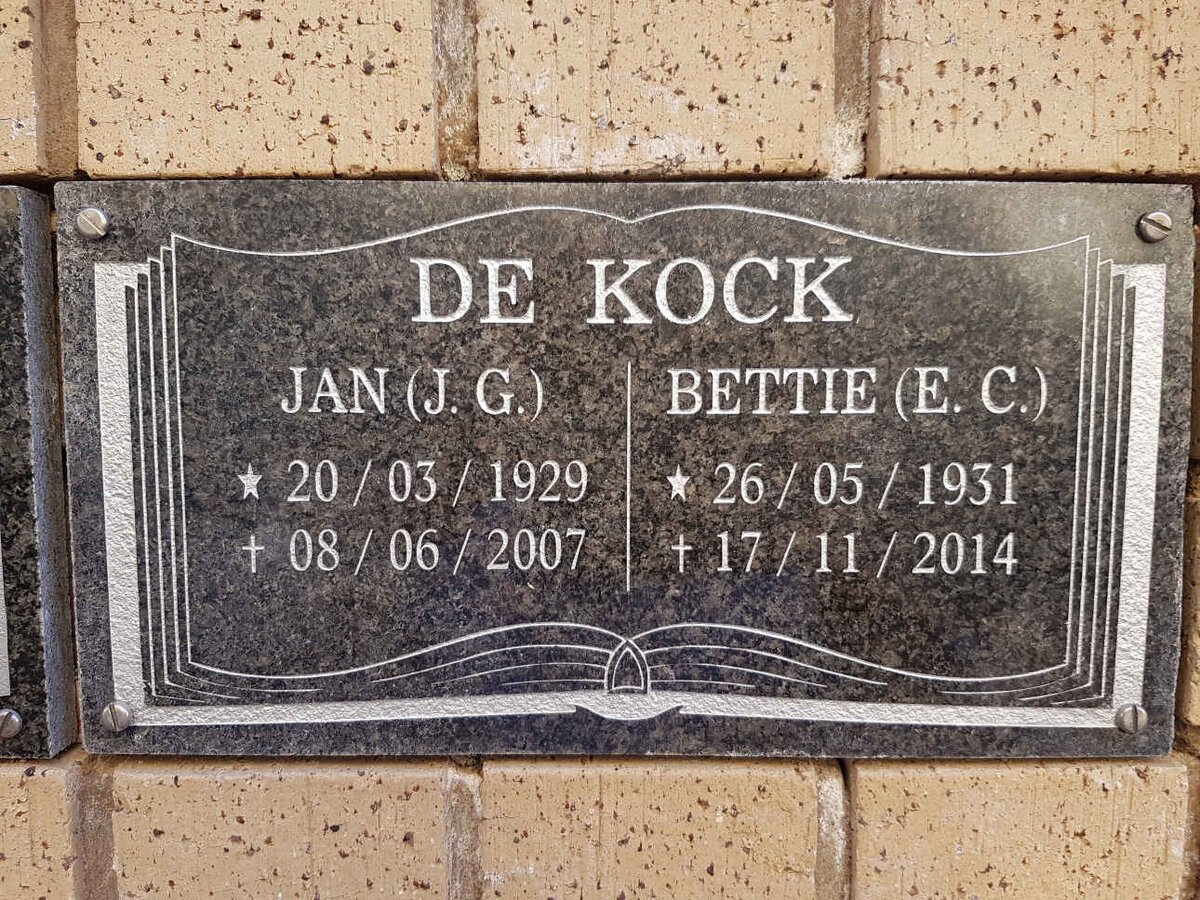 DE KOCK
JAN (J. G.)
★ 20 / 03 / 1929
† 08 / 06 / 2007
BETTIE (E. C.)
★ 26 / 05 / 1931
† 17 / 11 / 2014